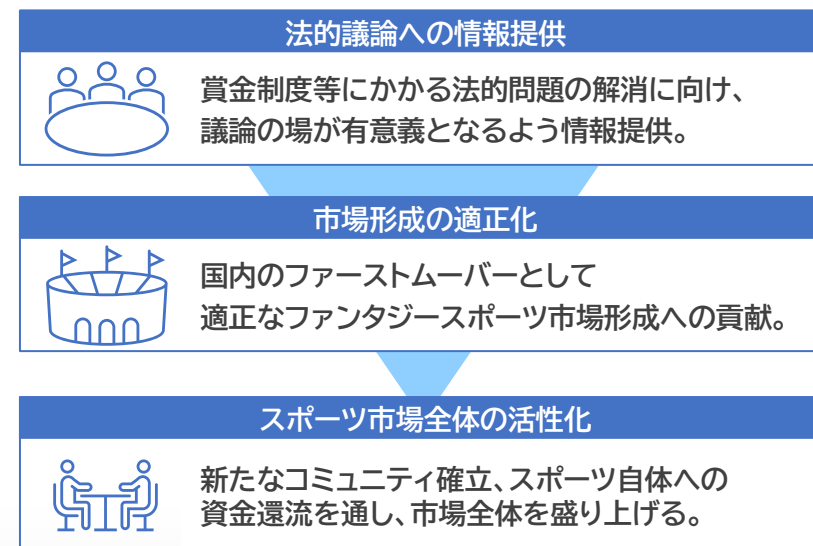 法的議論への情報提供
賞金制度等にかかる法的問題の解消に向け、
議論の場が有意義となるよう情報提供。
市場形成の適正化
国内のファーストムーバーとして
適正なファンタジースポーツ市場形成への貢献。
スポーツ市場全体の活性化
新たなコミュニティ確立、スポーツ自体への
資金還流を通し、市場全体を盛り上げる。